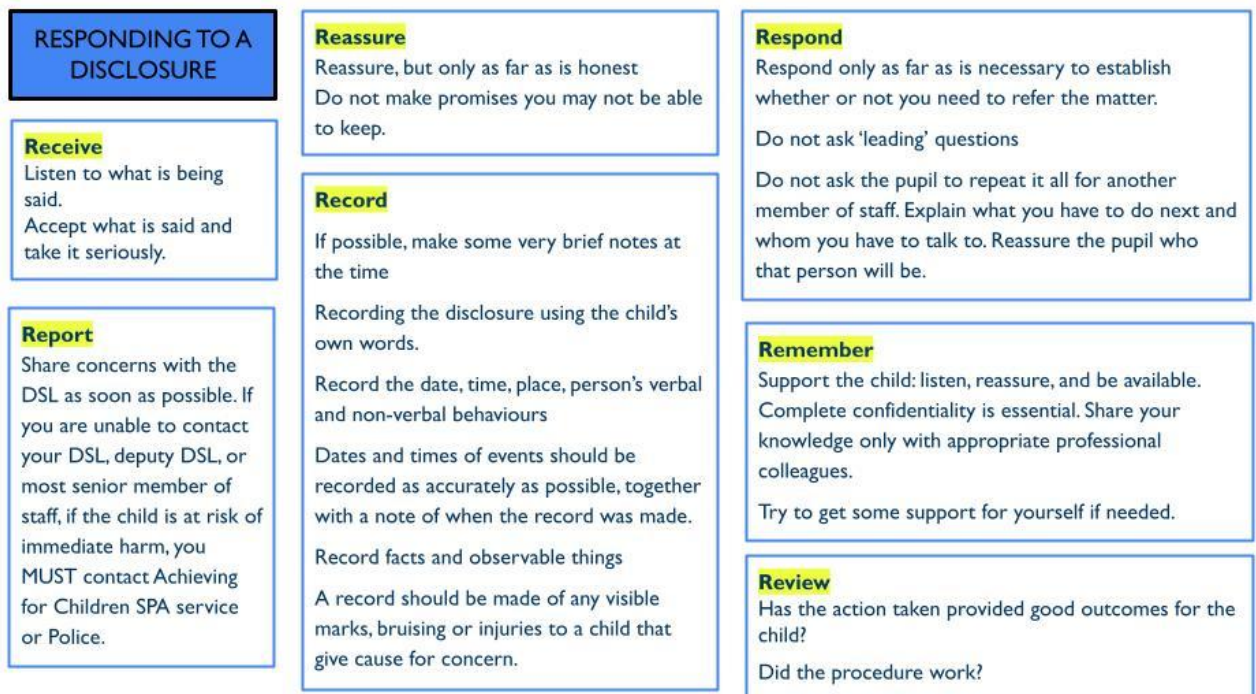 RESPONDING TO A
DISCLOSURE
Receive
Listen to what is being
said.
Accept what is said and
take it seriously.
Report
Share concerns with the
DSL as soon as possible. If
you are unable to contact
your DSL, deputy DSL, or
most senior member of
staff, if the child is at risk of
immediate harm, you
MUST contact Achieving
for Children SPA service
or Police.
Reassure
Reassure, but only as far as is honest
Do not make promises you may not be able
to keep.
Record
If possible, make some very brief notes at
the time
Recording the disclosure using the child's
own words.
Record the date, time, place, person's verbal
and non-verbal behaviours
Dates and times of events should be
recorded as accurately as possible, together
with a note of when the record was made.
Record facts and observable things
A record should be made of any visible
marks, bruising or injuries to a child that
give cause for concern.
Respond
Respond only as far as is necessary to establish
whether or not you need to refer the matter.
Do not ask 'leading' questions
Do not ask the pupil to repeat it all for another
member of staff. Explain what you have to do next and
whom you have to talk to. Reassure the pupil who
that person will be.
Remember
Support the child: listen, reassure, and be available.
Complete confidentiality is essential. Share your
knowledge only with appropriate professional
colleagues.
Try to get some support for yourself if needed.
Review
Has the action taken provided good outcomes for the
child?
Did the procedure work?